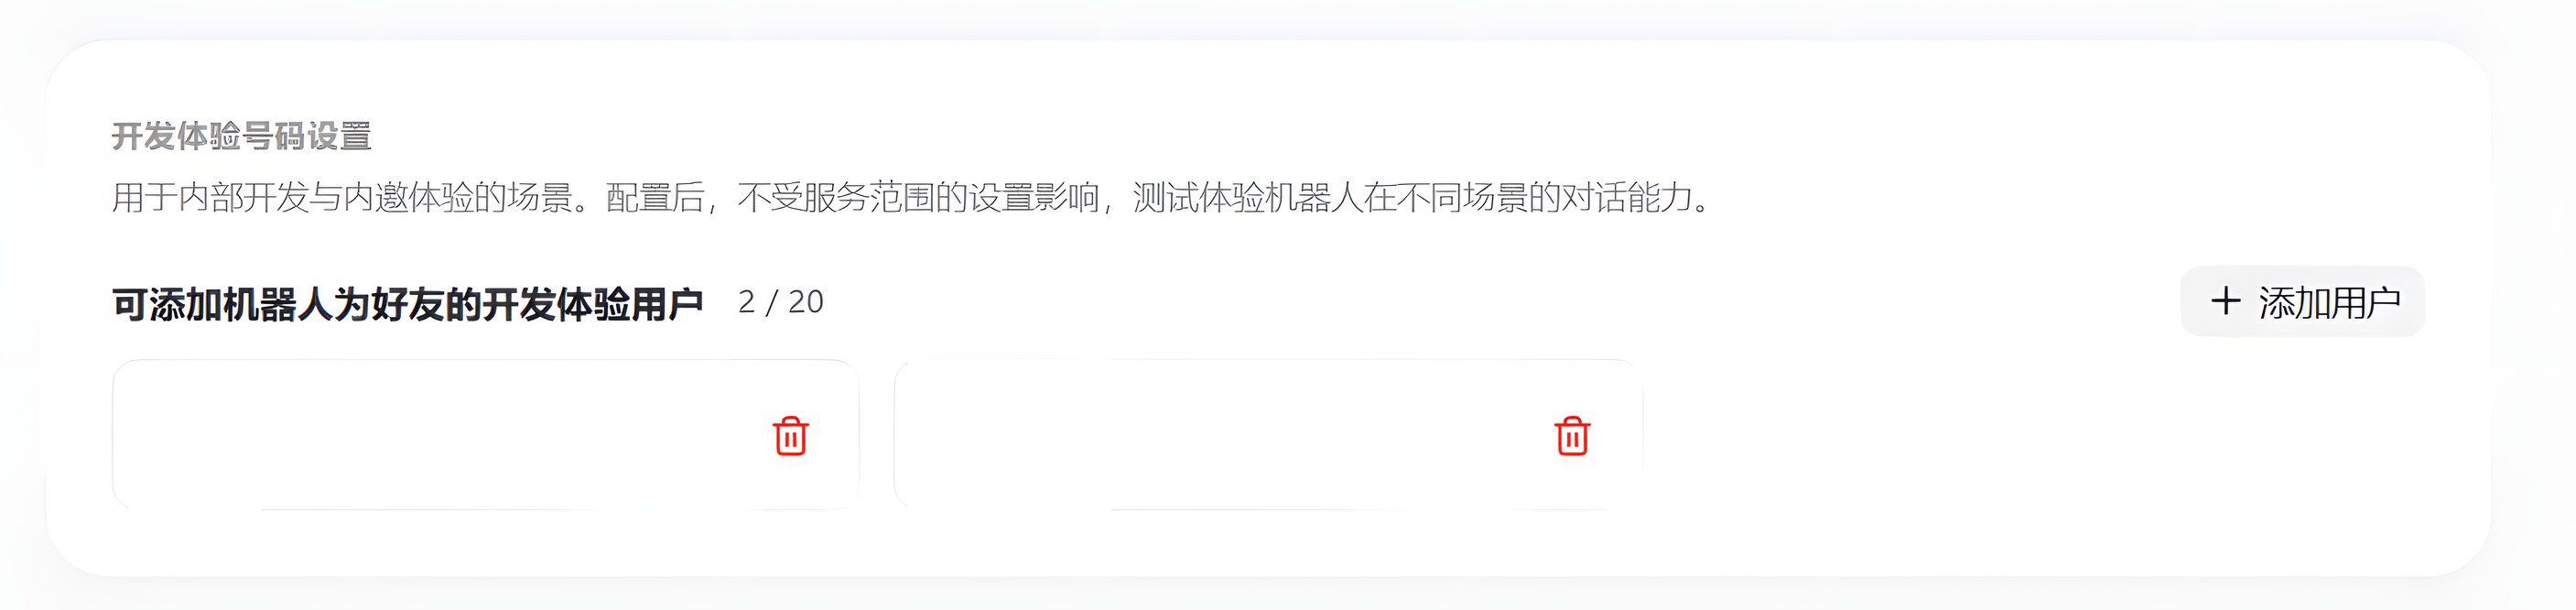 开发体验号码设置
用于内部开发与内邀体验的场景。配置后，不受服务范围的设置影响，测试体验机器人在不同场景的对话能力。
可添加机器人为好友的开发体验用户 2 / 20
+ 添加用户